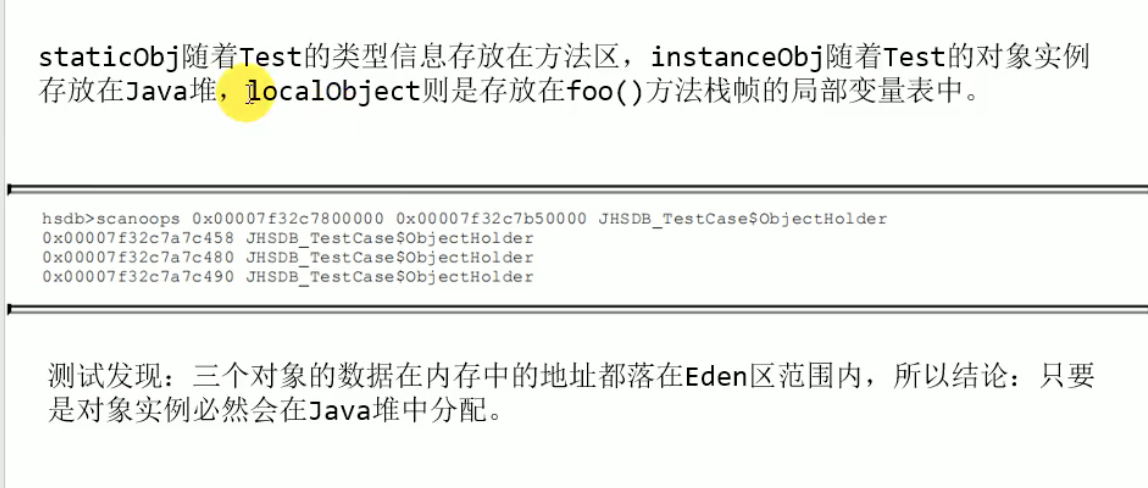 staticObj随着Test的类型信息存放在方法区，instanceObj随着Test的对象实例
存放在Java堆，localObject则是存放在foo()方法栈帧的局部变量表中。
hsdb>scanoops 0x00007f32c7800000 0x00007f32c7b50000 JHSDB_TestCase$ObjectHolder
0x00007f32c7a7c458 JHSDB_TestCase$ObjectHolder
0x00007f32c7a7c480 JHSDB_TestCase$ObjectHolder
0x00007f32c7a7c490 JHSDB_TestCase$ObjectHolder
测试发现：三个对象的数据在内存中的地址都落在Eden区范围内，所以结论：只要
是对象实例必然会在Java堆中分配。